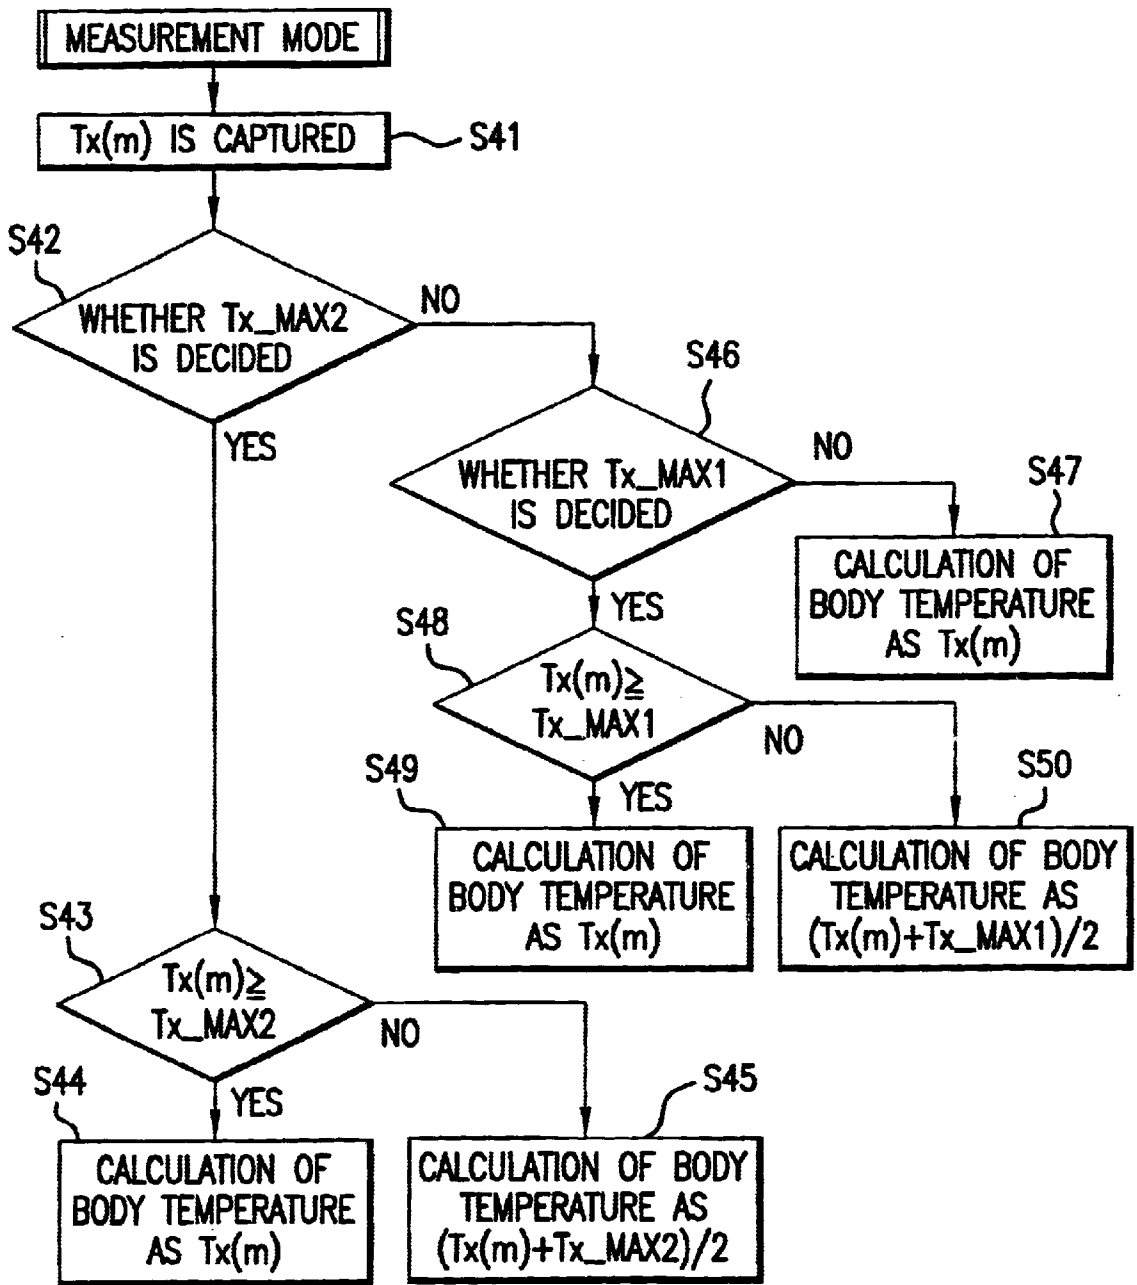 MEASUREMENT MODE
Tx(m) IS CAPTURED
S41
S42
WHETHER Tx_MAX2
IS DECIDED
NO
YES
S46
WHETHER Tx_MAX1
IS DECIDED
NO
YES
S47
CALCULATION OF
BODY TEMPERATURE
AS Tx(m)
S48
Tx(m)≧
Tx_MAX1
NO
YES
S49
CALCULATION OF
BODY TEMPERATURE
AS Tx(m)
S50
CALCULATION OF BODY
TEMPERATURE AS
(Tx(m)+Tx_MAX1)/2
S43
Tx(m)≧
Tx_MAX2
NO
YES
S44
CALCULATION OF
BODY TEMPERATURE
AS Tx(m)
S45
CALCULATION OF BODY
TEMPERATURE AS
(Tx(m)+Tx_MAX2)/2